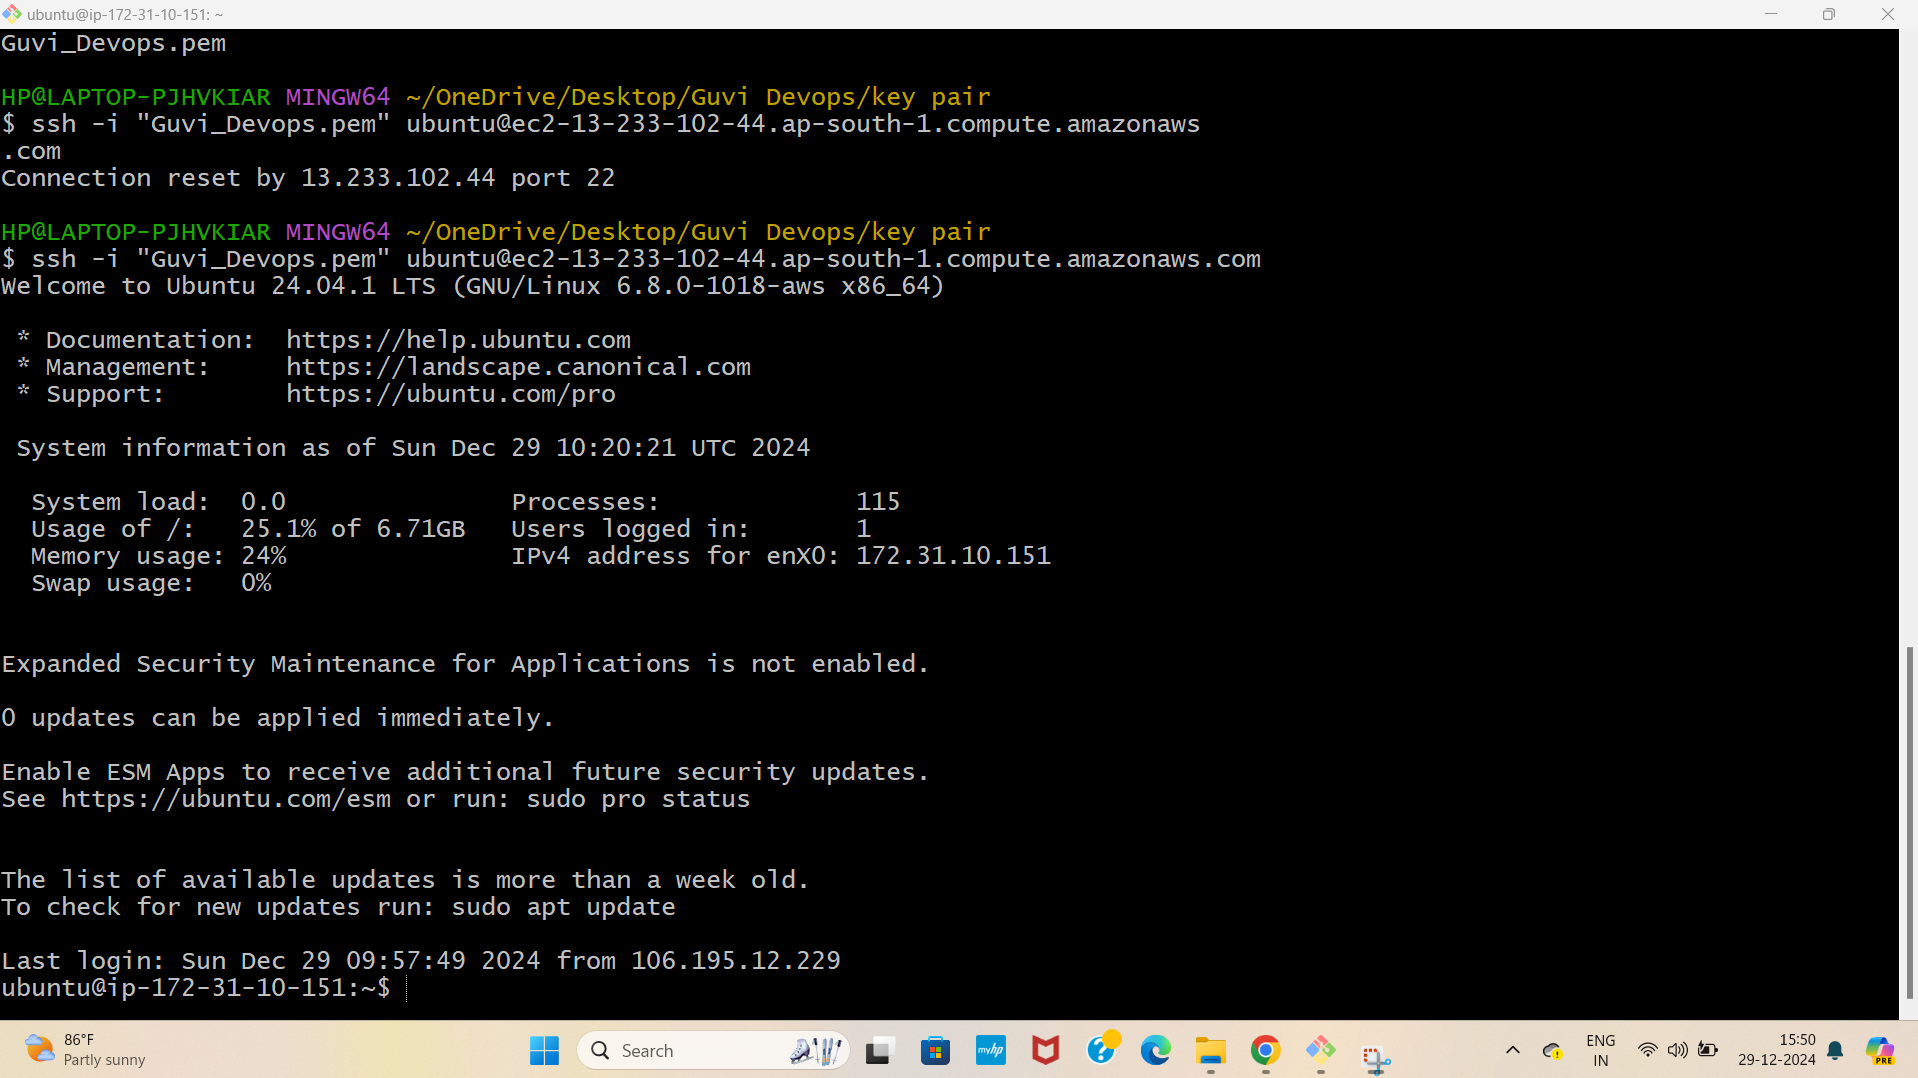 ubuntu@ip-172-31-10-151: ~
Guvi_Devops.pem
HP@LAPTOP-PJHVKIAR MINGW64 ~/OneDrive/Desktop/Guvi Devops/key pair
$ ssh -i "Guvi_Devops.pem" ubuntu@ec2-13-233-102-44.ap-south-1.compute.amazonaws
.com
Connection reset by 13.233.102.44 port 22
HP@LAPTOP-PJHVKIAR MINGW64 ~/OneDrive/Desktop/Guvi Devops/key pair
$ ssh -i "Guvi_Devops.pem" ubuntu@ec2-13-233-102-44.ap-south-1.compute.amazonaws.com
Welcome to Ubuntu 24.04.1 LTS (GNU/Linux 6.8.0-1018-aws x86_64)
* Documentation:  https://help.ubuntu.com
* Management:     https://landscape.canonical.com
* Support:        https://ubuntu.com/pro
System information as of Sun Dec 29 10:20:21 UTC 2024
System load:  0.0               Processes:             115
Usage of /:   25.1% of 6.71GB   Users logged in:       1
Memory usage: 24%               IPv4 address for enX0: 172.31.10.151
Swap usage:   0%
Expanded Security Maintenance for Applications is not enabled.
0 updates can be applied immediately.
Enable ESM Apps to receive additional future security updates.
See https://ubuntu.com/esm or run: sudo pro status
The list of available updates is more than a week old.
To check for new updates run: sudo apt update
Last login: Sun Dec 29 09:57:49 2024 from 106.195.12.229
ubuntu@ip-172-31-10-151:~$
86°F
Partly sunny
Search
myhp
ENG
IN
15:50
29-12-2024
PRE